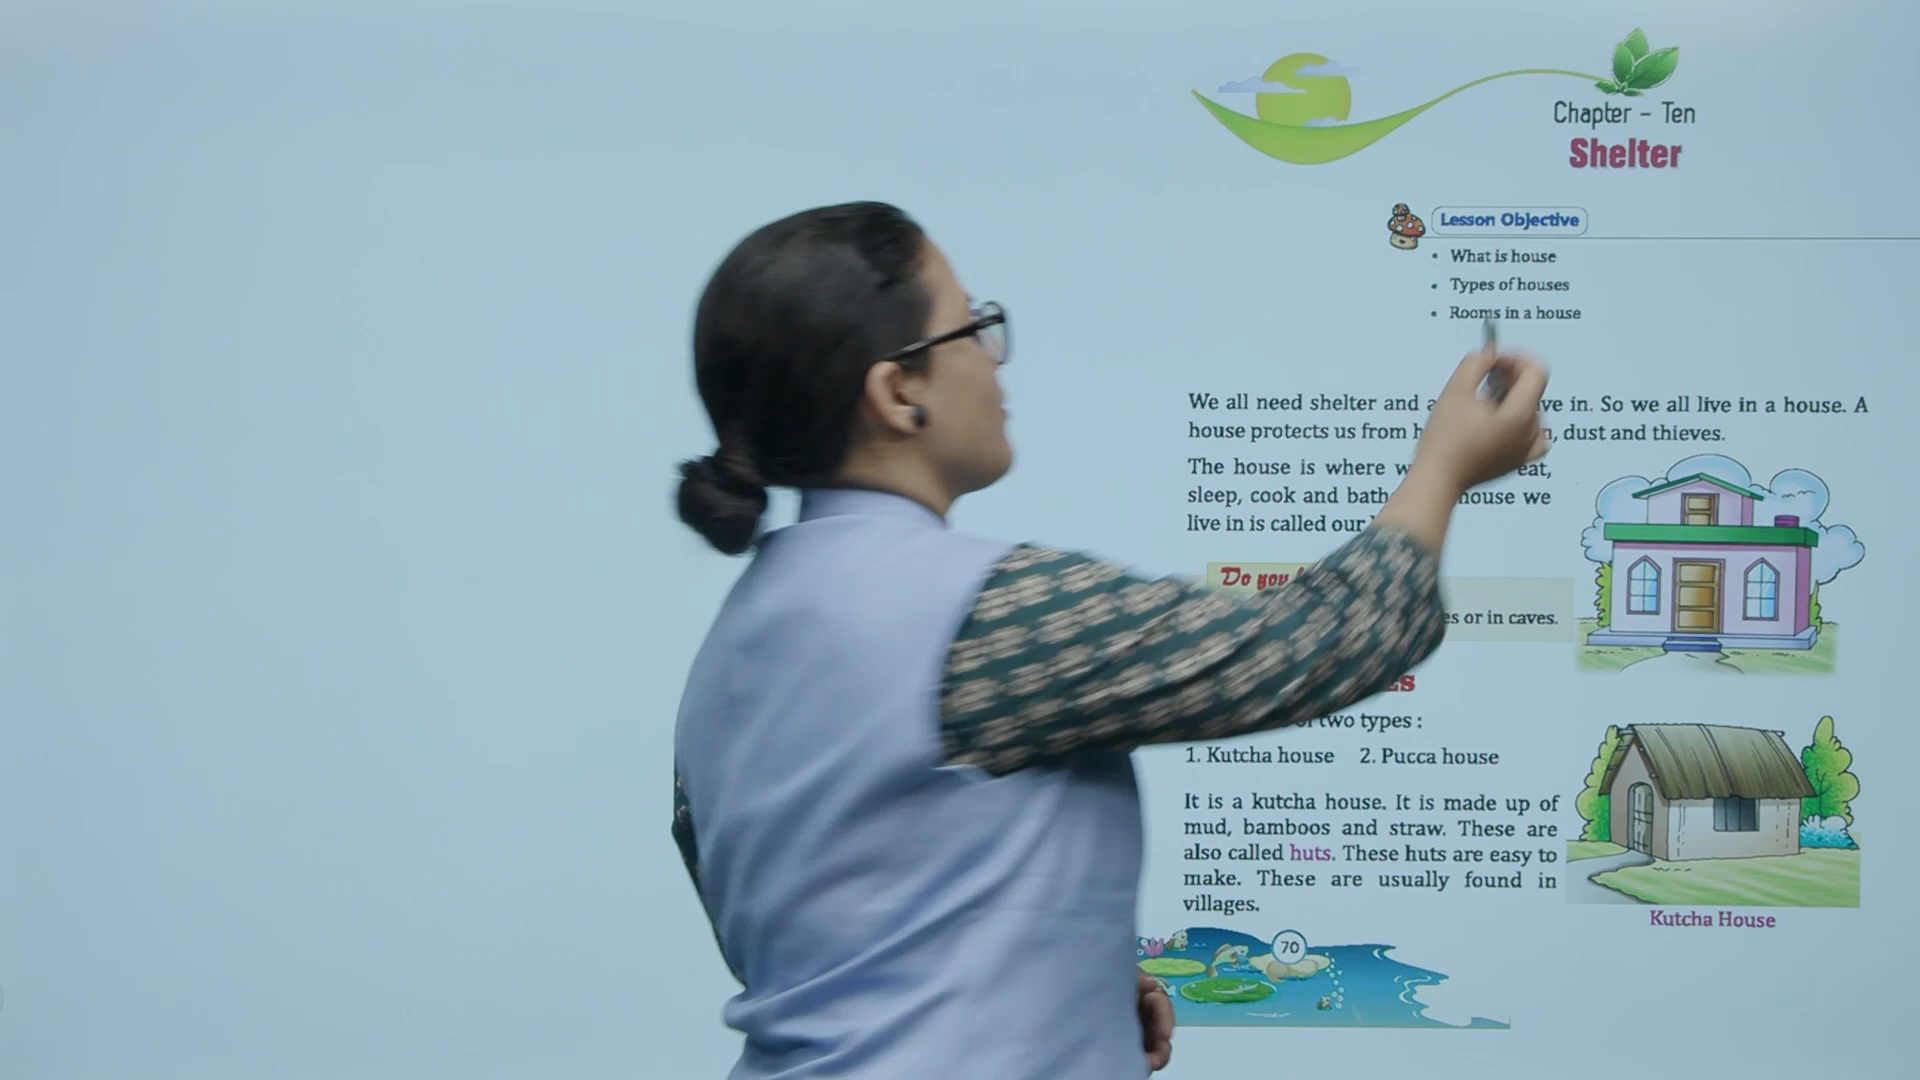 Chapter – Ten
Shelter
Lesson Objective
• What is house
• Types of houses
• Rooms in a house
We all need shelter and a ve in. So we all live in a house. A
house protects us from h , dust and thieves.
The house is where w eat,
sleep, cook and bath house we
live in is called our
Do you
es or in caves.
two types :
1. Kutcha house 2. Pucca house
It is a kutcha house. It is made up of
mud, bamboos and straw. These are
also called huts. These huts are easy to
make. These are usually found in
villages.
Kutcha House
70